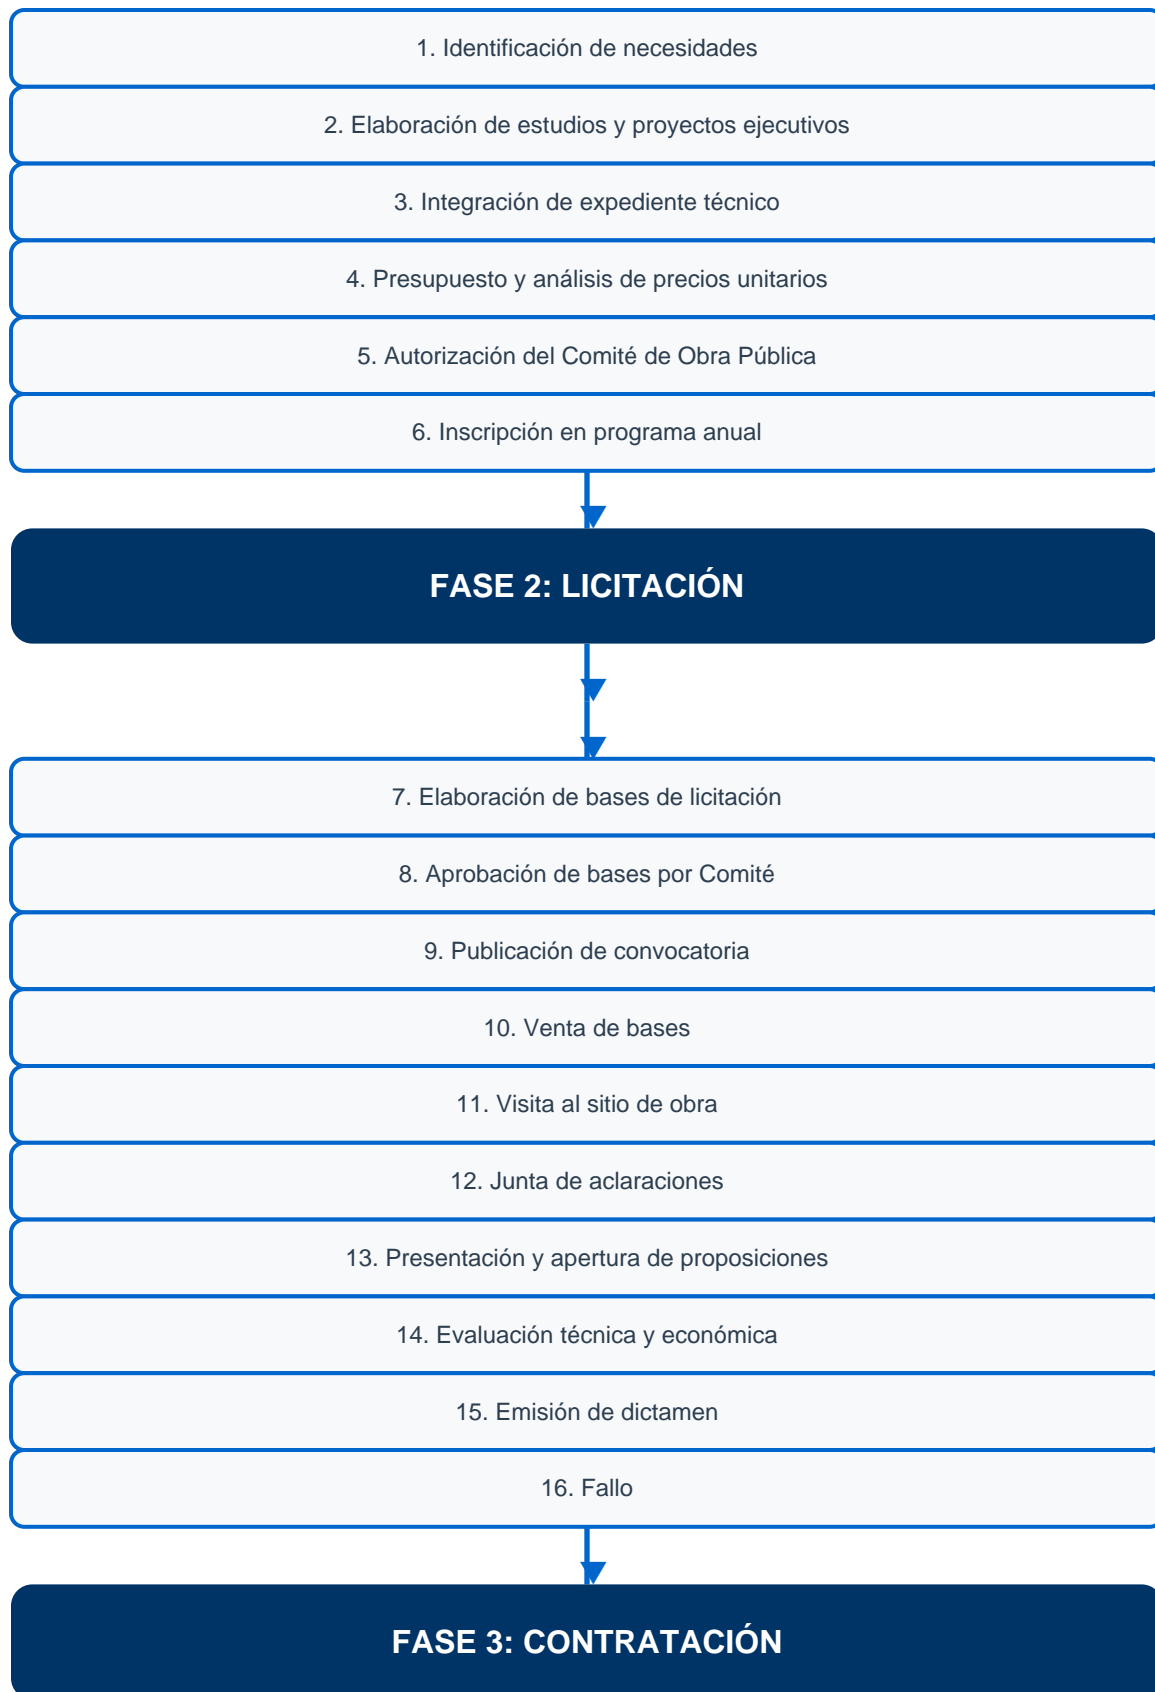 1. Identificación de necesidades
2. Elaboración de estudios y proyectos ejecutivos
3. Integración de expediente técnico
4. Presupuesto y análisis de precios unitarios
5. Autorización del Comité de Obra Pública
6. Inscripción en programa anual
FASE 2: LICITACIÓN
7. Elaboración de bases de licitación
8. Aprobación de bases por Comité
9. Publicación de convocatoria
10. Venta de bases
11. Visita al sitio de obra
12. Junta de aclaraciones
13. Presentación y apertura de proposiciones
14. Evaluación técnica y económica
15. Emisión de dictamen
16. Fallo
FASE 3: CONTRATACIÓN